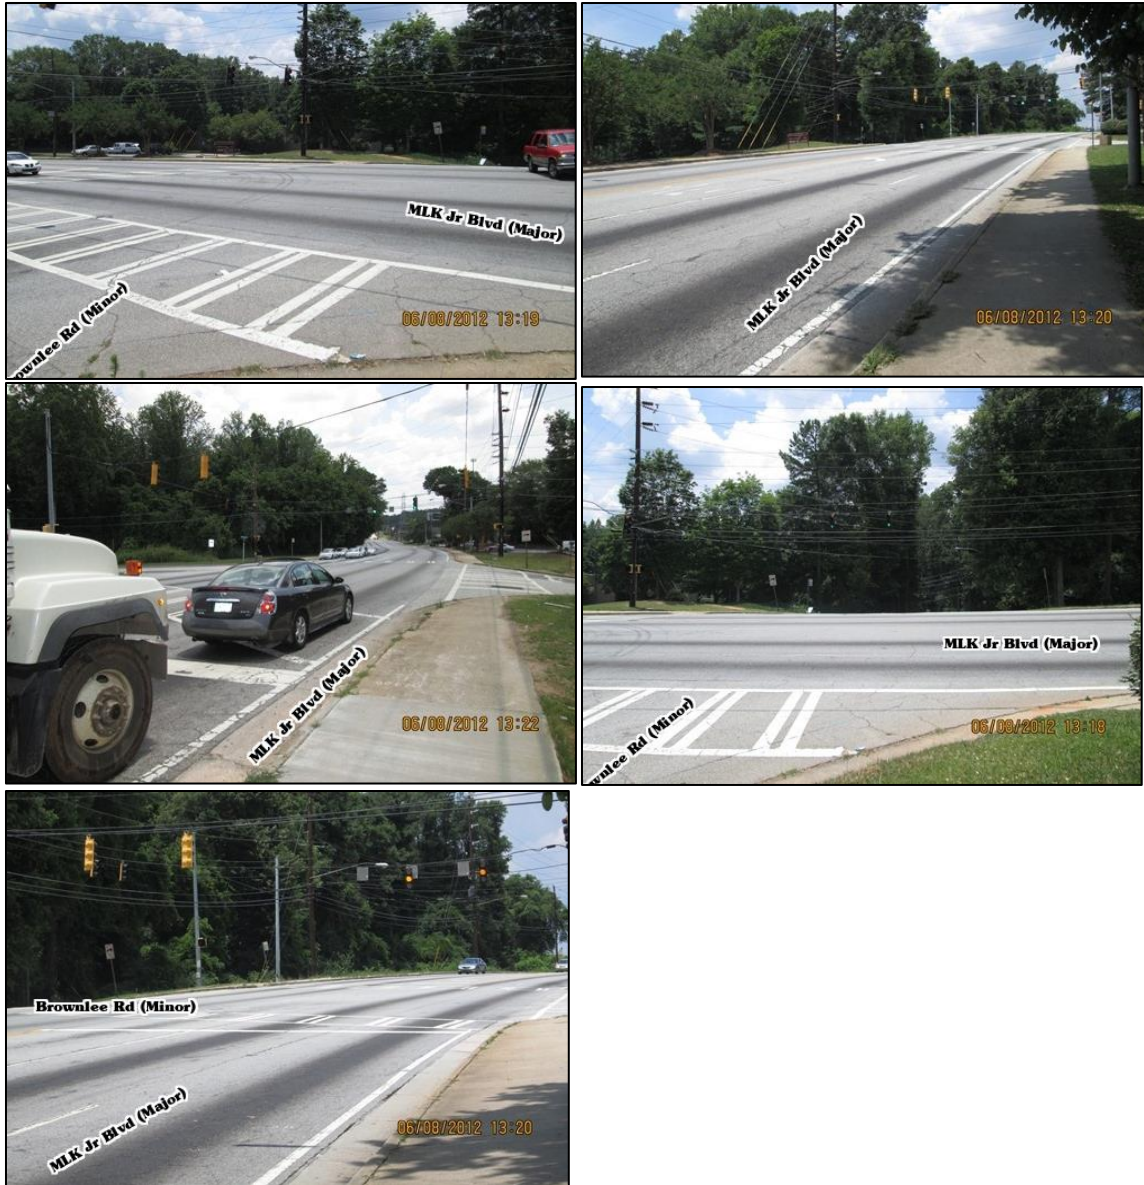 MLK Jr Blvd (Major)
ownlee Rd (Minor)
06/08/2012 13:19
MLK Jr Blvd (Major)
06/08/2012 13:20
MLK Jr Blvd (Major)
06/08/2012 13:22
MLK Jr Blvd (Major)
wnlee Rd (Minor)
06/08/2012 13:18
Brownlee Rd (Minor)
MLK Jr Blvd (Major)
06/08/2012 13:20